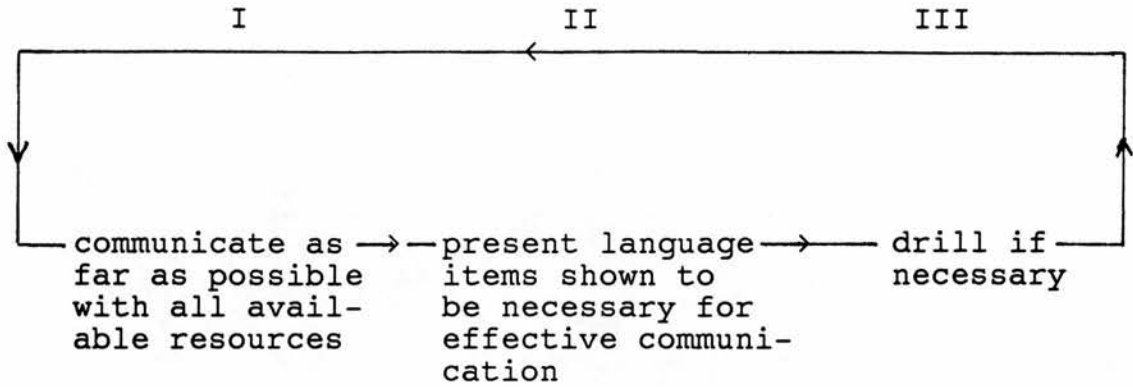 I II III
communicate as present language drill if
far as possible items shown to necessary
with all avail- be necessary for
able resources effective communi-
cation